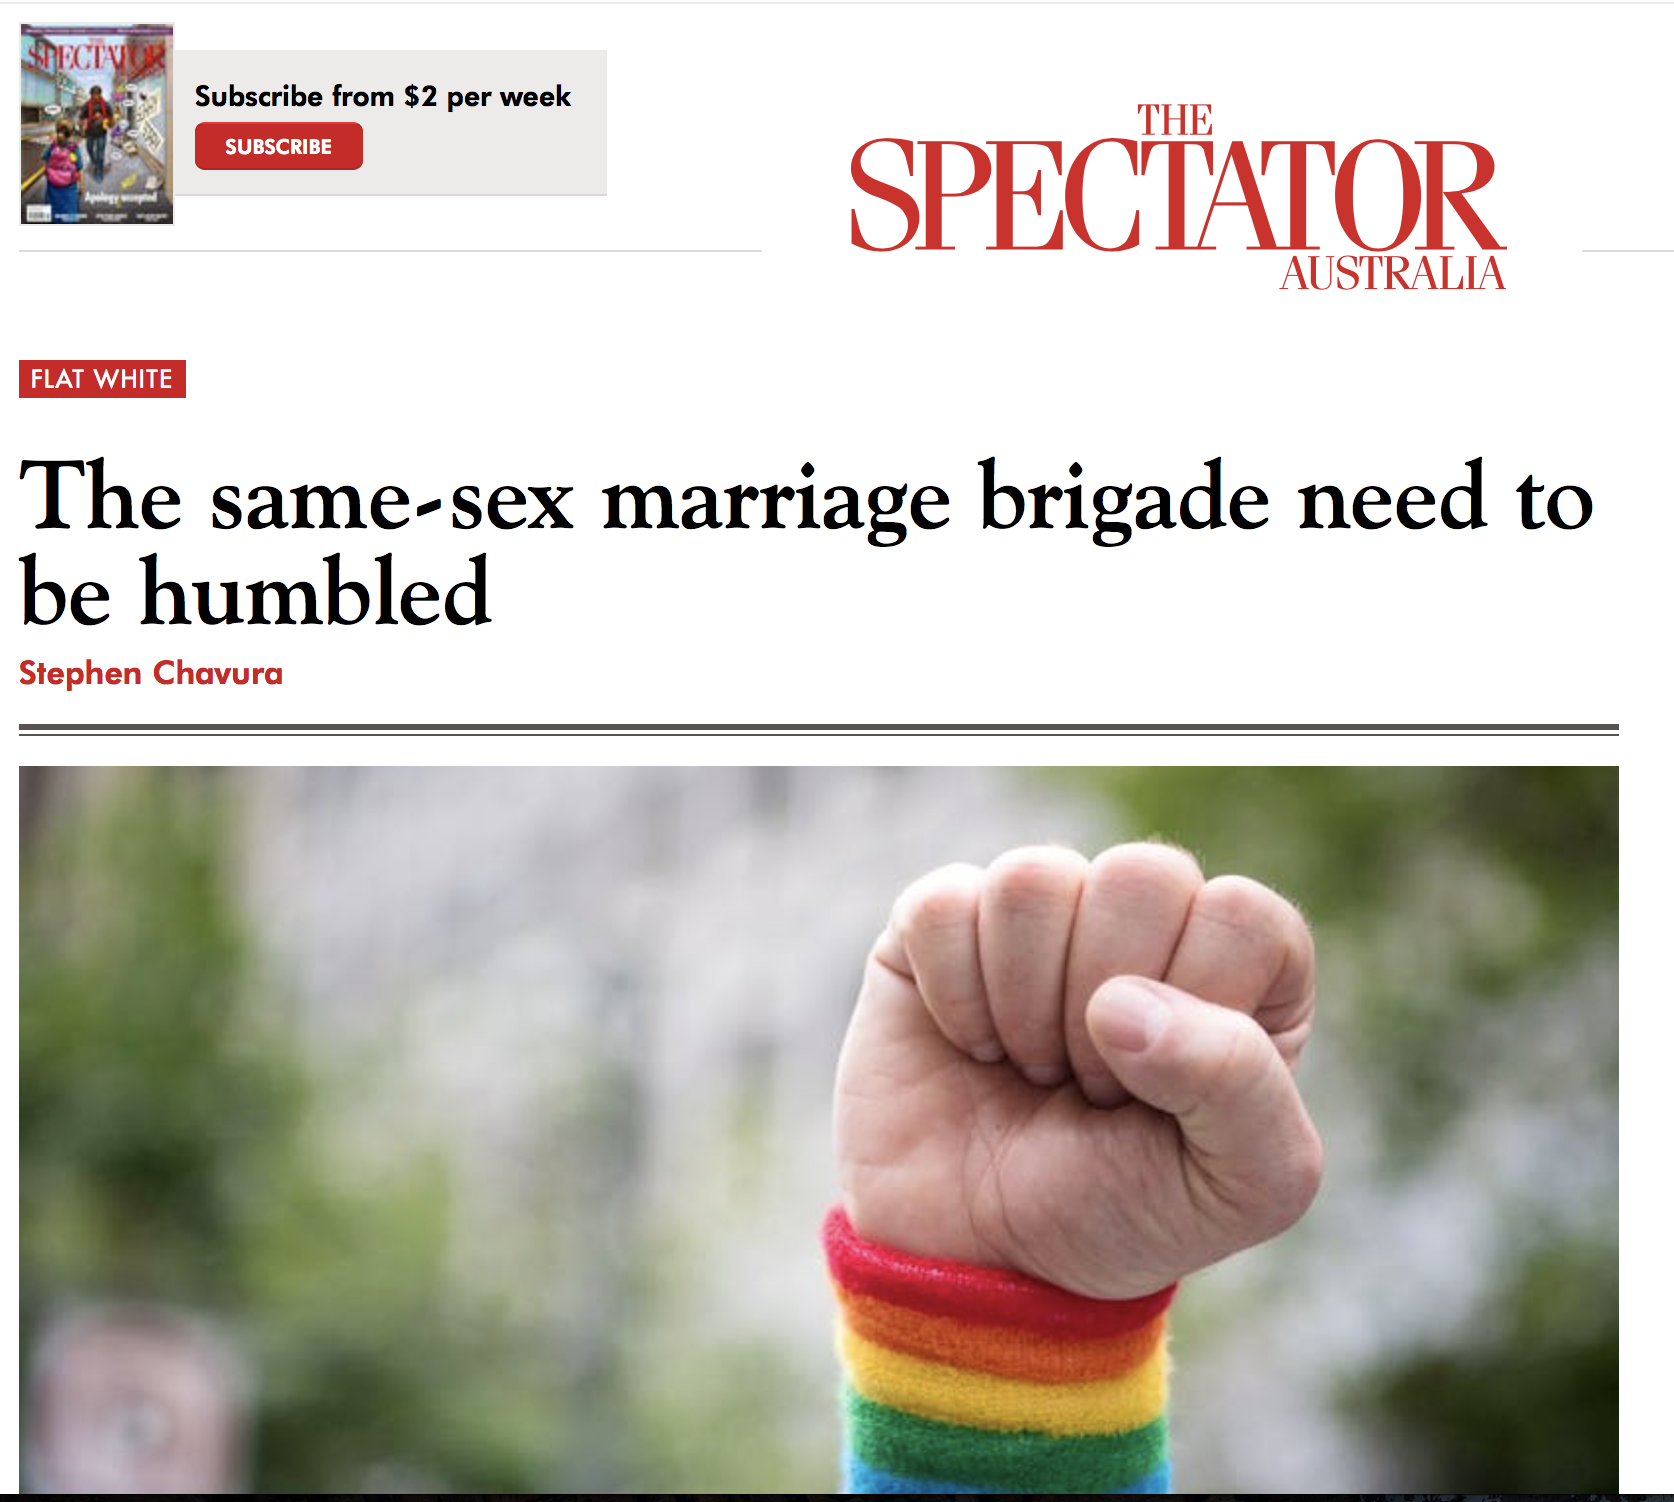 SPECTATOR
Apology accepted
Subscribe from $2 per week
SUBSCRIBE
THE
SPECTATOR
AUSTRALIA
FLAT WHITE
The same-sex marriage brigade need to
be humbled
Stephen Chavura